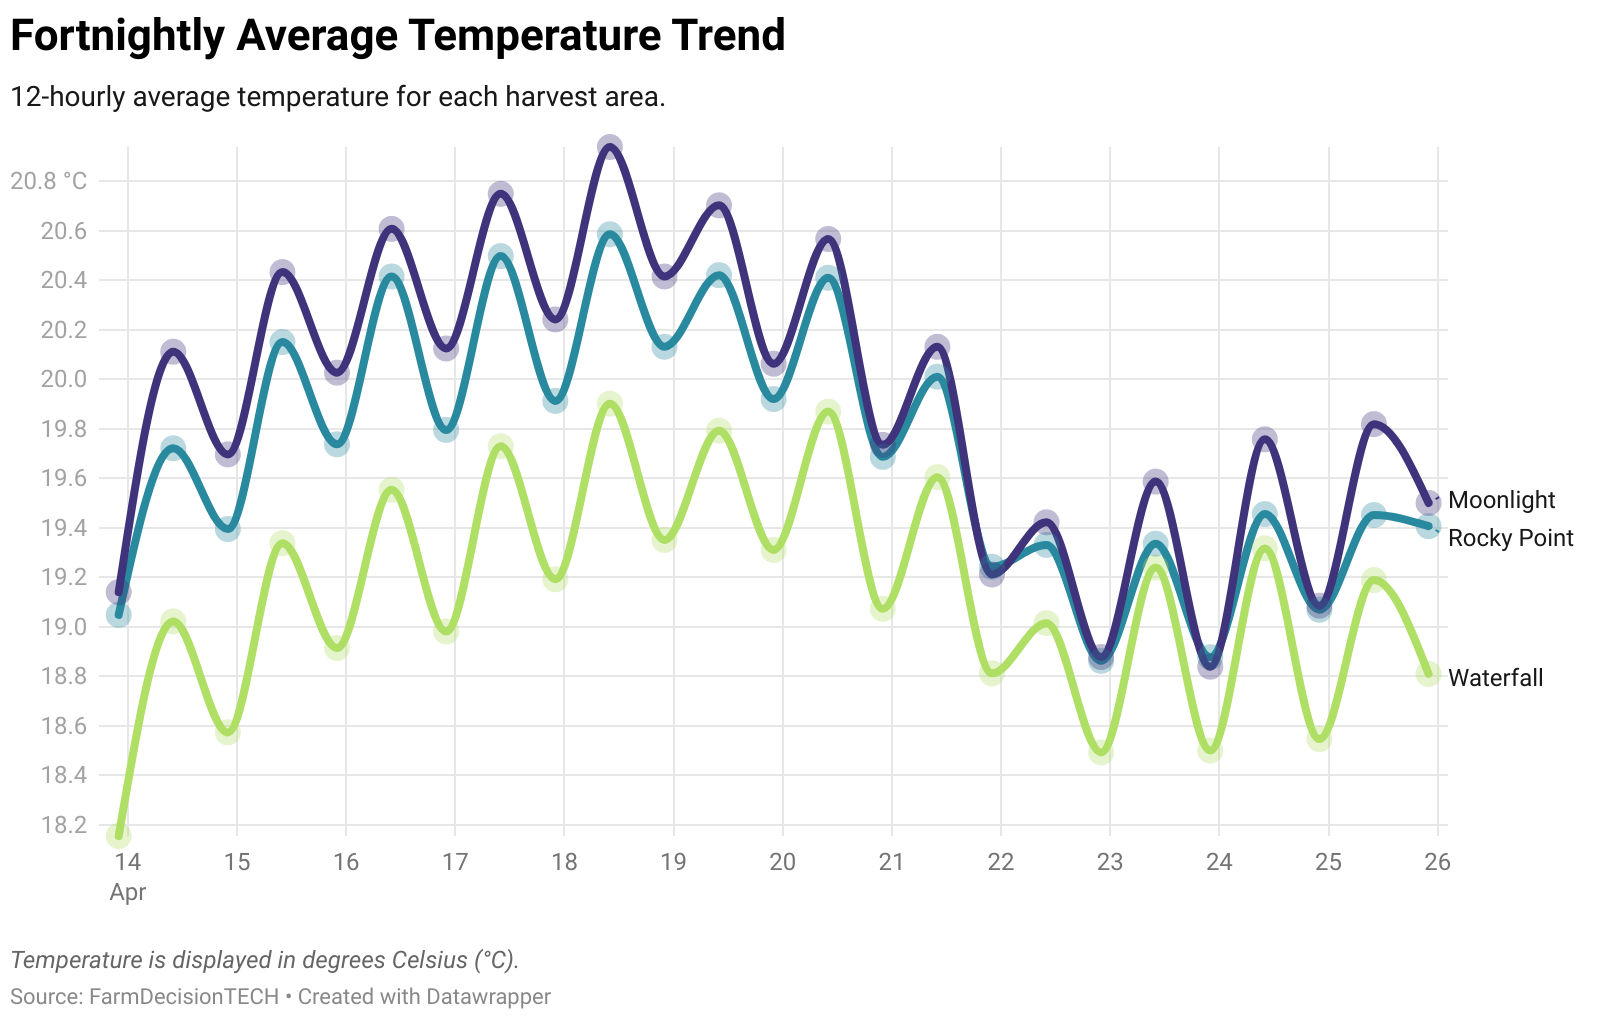 Fortnightly Average Temperature Trend
12-hourly average temperature for each harvest area.
20.8 °C
20.6
20.4
20.2
20.0
19.8
19.6
19.4
19.2
19.0
18.8
18.6
18.4
18.2
Moonlight
Rocky Point
Waterfall
14 15 16 17 18 19 20 21 22 23 24 25 26
Apr
Temperature is displayed in degrees Celsius (°C).
Source: FarmDecisionTECH • Created with Datawrapper